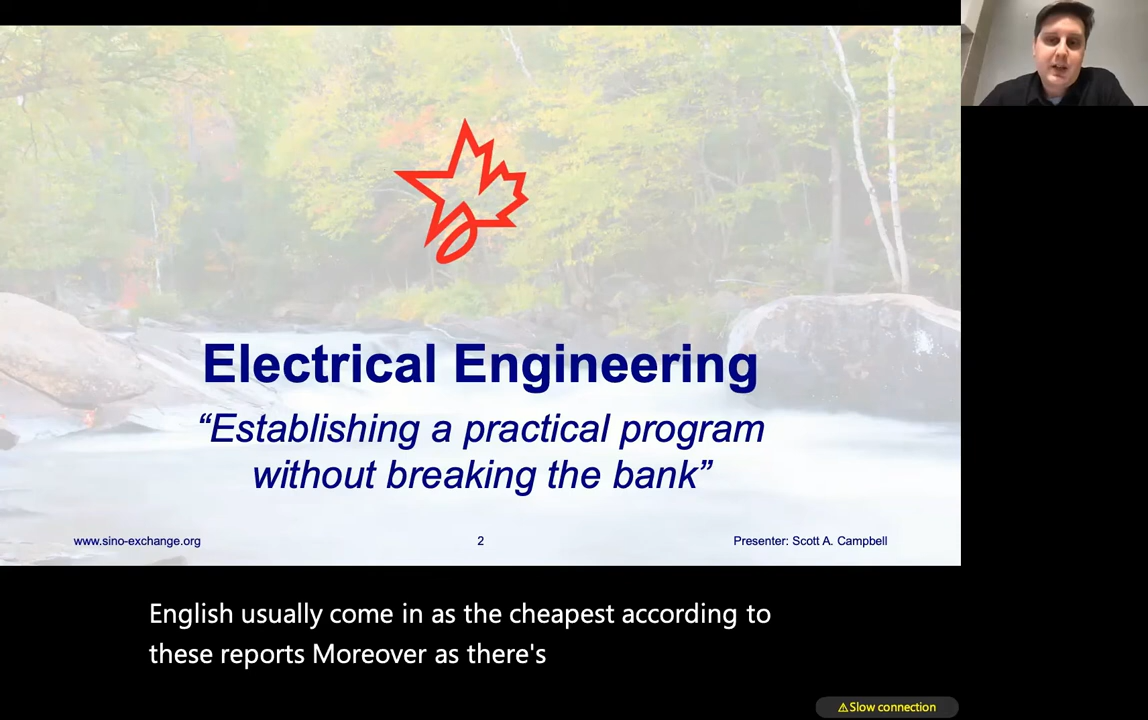 Electrical Engineering
“Establishing a practical program
without breaking the bank”
www.sino-exchange.org
2
Presenter: Scott A. Campbell
English usually come in as the cheapest according to
these reports Moreover as there's
⚠Slow connection